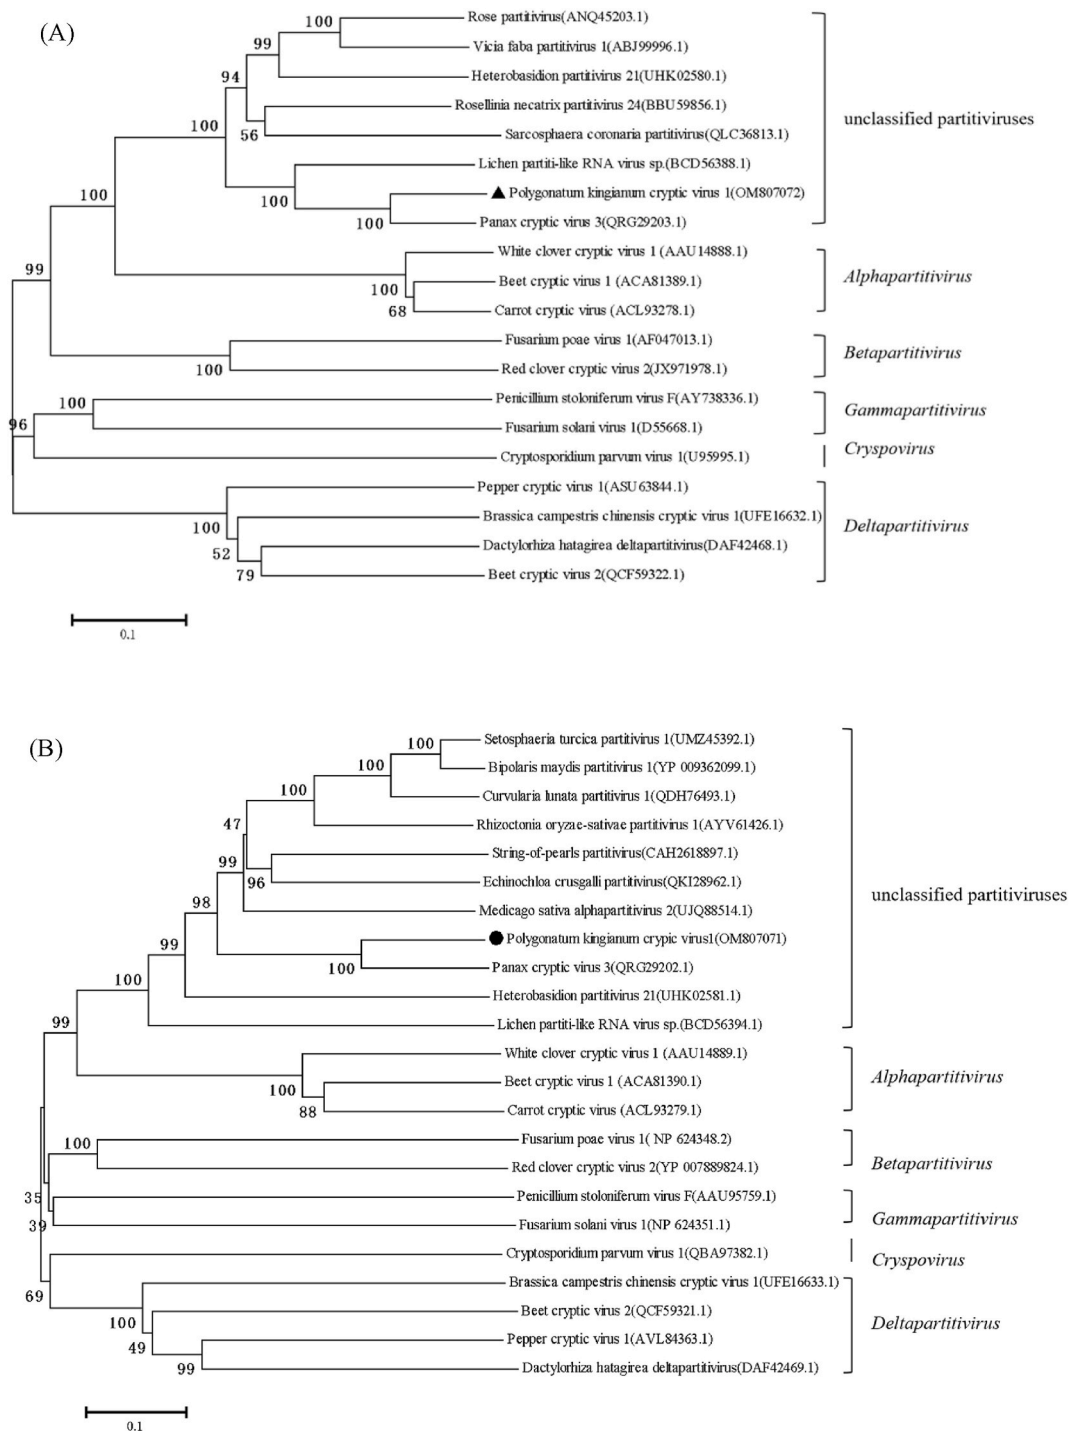 (A)
100
Rose partitivirus(ANQ45203.1)
99
Vicia faba partitivirus 1(ABJ99996.1)
94
Heterobasidion partitivirus 21(UHK02580.1)
Rosellinia necatrix partitivirus 24(BBU59856.1)
100
56
Sarcosphaera coronaria partitivirus(QLC36813.1)
unclassified partitiviruses
Lichen partiti-like RNA virus sp.(BCD56388.1)
100
100
Polygonatum kingianum cryptic virus 1(OM807072)
100
Panax cryptic virus 3(QRG29203.1)
White clover cryptic virus 1 (AAU14888.1)
99
100
Beet cryptic virus 1 (ACA81389.1)
Alphapartitivirus
68
Carrot cryptic virus (ACL93278.1)
Fusarium poae virus 1(AF047013.1)
Betapartitivirus
100
Red clover cryptic virus 2(JX971978.1)
100
Penicillium stoloniferum virus F(AY738336.1)
Gammapartitivirus
96
Fusarium solani virus 1(D55668.1)
Cryptosporidium parvum virus 1(U95995.1)
Cryspovirus
Pepper cryptic virus 1(ASU63844.1)
100
Brassica campestris chinensis cryptic virus 1(UFE16632.1)
Deltapartitivirus
52
Dactylorhiza hatagirea deltapartitivirus(DAF42468.1)
79
Beet cryptic virus 2(QCF59322.1)
0.1
(B)
100
Setosphaeria turcica partitivirus 1(UMZ45392.1)
100
Bipolaris maydis partitivirus 1(YP 009362099.1)
100
Curvularia lunata partitivirus 1(QDH76493.1)
47
Rhizoctonia oryzae-sativae partitivirus 1(AYV61426.1)
99
String-of-pearls partitivirus(CAH2618897.1)
96
Echinochloa crusgalli partitivirus(QKI28962.1)
unclassified partitiviruses
98
Medicago sativa alphapartitivirus 2(UJQ88514.1)
99
Polygonatum kingianum crypic virus1(OM807071)
100
Panax cryptic virus 3(QRG29202.1)
100
Heterobasidion partitivirus 21(UHK02581.1)
99
Lichen partiti-like RNA virus sp.(BCD56394.1)
White clover cryptic virus 1 (AAU14889.1)
100
Beet cryptic virus 1 (ACA81390.1)
Alphapartitivirus
88
Carrot cryptic virus (ACL93279.1)
100
Fusarium poae virus 1( NP 624348.2)
Betapartitivirus
Red clover cryptic virus 2(YP 007889824.1)
35
Penicillium stoloniferum virus F(AAU95759.1)
Gammapartitivirus
39
Fusarium solani virus 1(NP 624351.1)
Cryptosporidium parvum virus 1(QBA97382.1)
Cryspovirus
69
Brassica campestris chinensis cryptic virus 1(UFE16633.1)
100
Beet cryptic virus 2(QCF59321.1)
Deltapartitivirus
49
Pepper cryptic virus 1(AVL84363.1)
99
Dactylorhiza hatagirea deltapartitivirus(DAF42469.1)
0.1